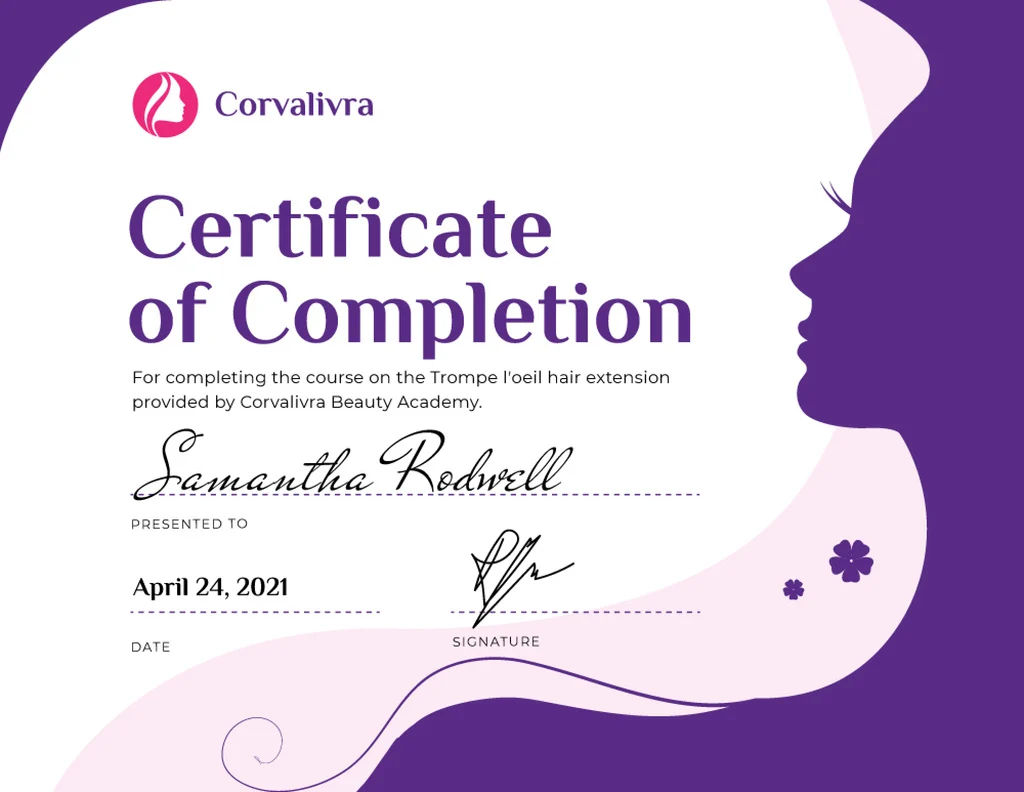 Corvalivra
Certificate
of Completion
For completing the course on the Trompe l'oeil hair extension
provided by Corvalivra Beauty Academy.
Samantha Rodwell
PRESENTED TO
April 24, 2021
DATE
SIGNATURE